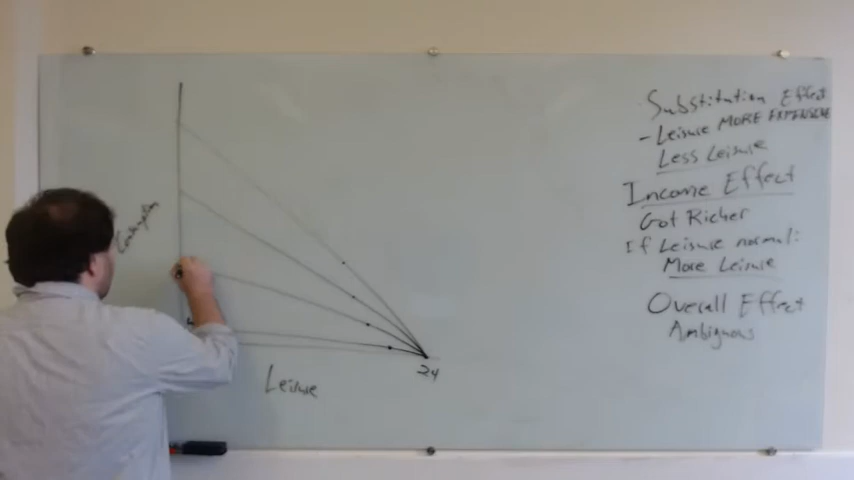 Substitution Effect
- Leisure MORE EXPENSIVE
Less Leisure
Income Effect
Got Richer
If Leisure normal:
More Leisure
Overall Effect
Ambiguous
Consumption
Leisure
24